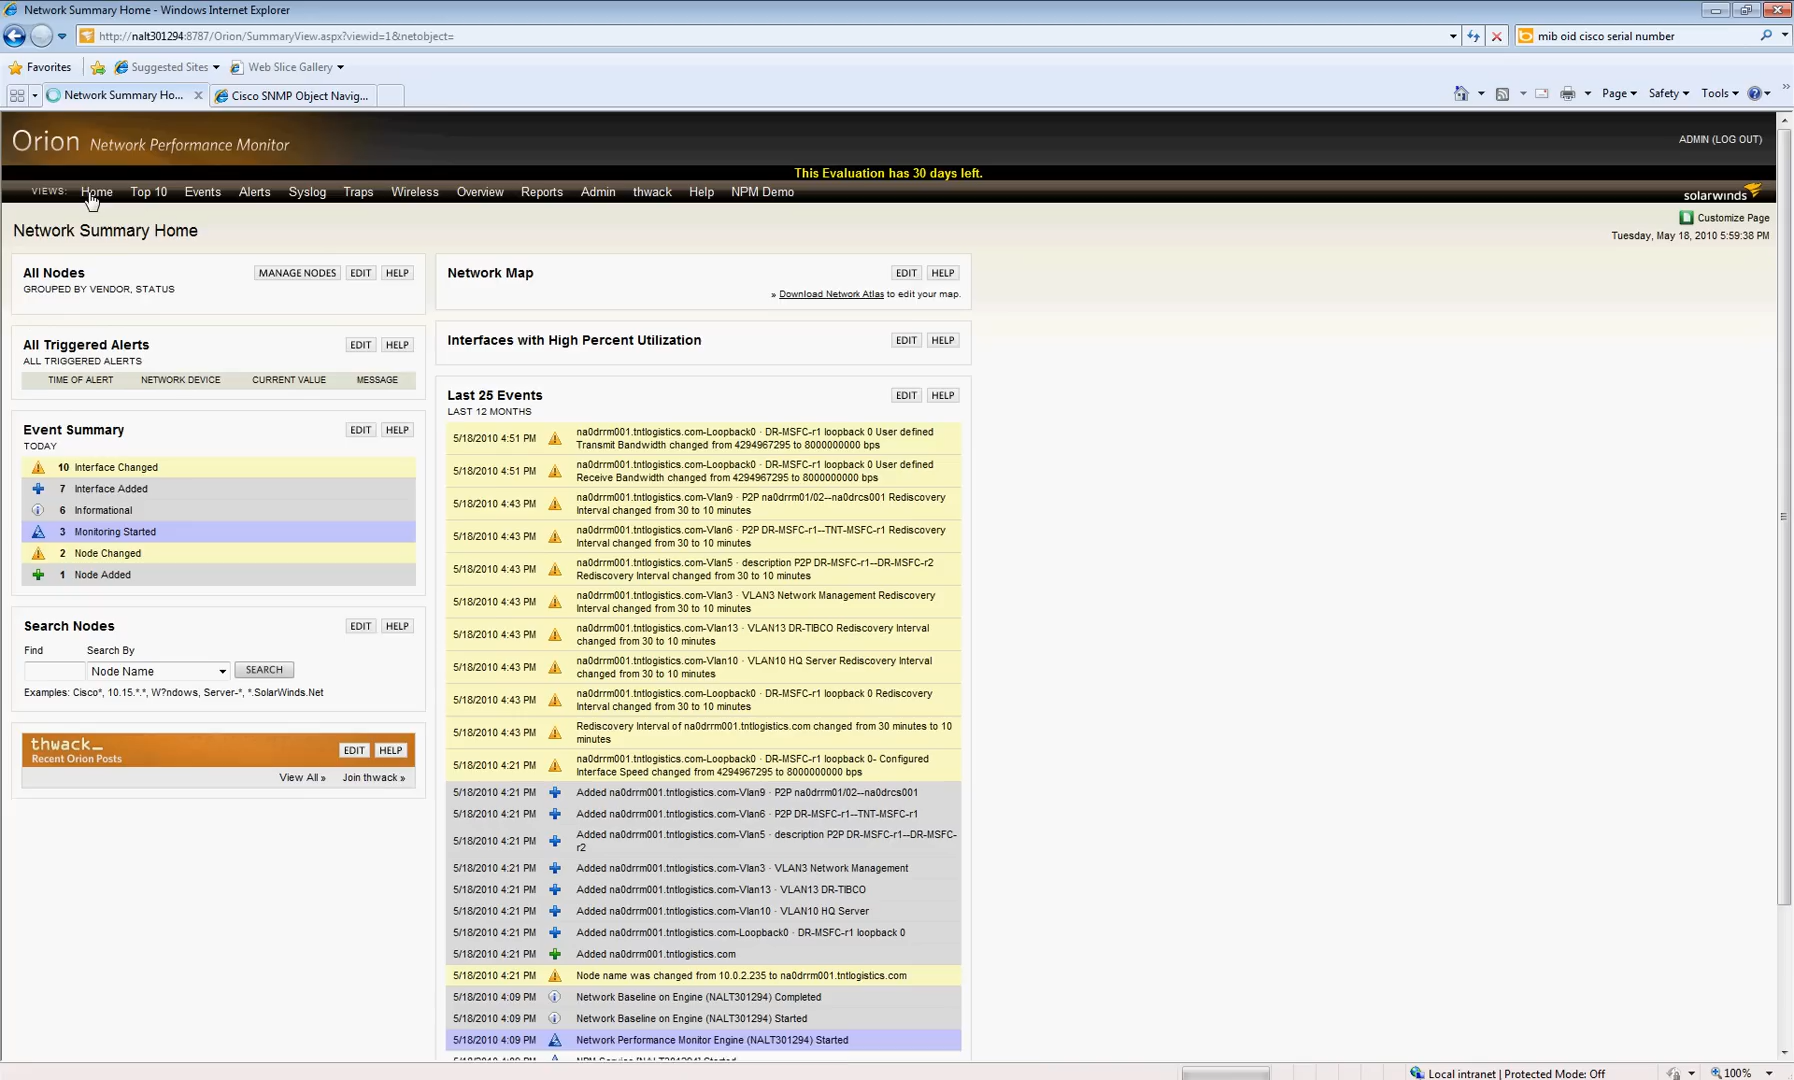 Network Summary Home - Windows Internet Explorer
http://nalt301294:8787/Orion/SummaryView.aspx?viewid=1&netobject=
mib oid cisco serial number
Favorites
Suggested Sites
Web Slice Gallery
Network Summary Ho...
Cisco SNMP Object Navig...
Page
Safety
Tools
Orion Network Performance Monitor
ADMIN (LOG OUT)
This Evaluation has 30 days left.
VIEWS: Home Top 10 Events Alerts Syslog Traps Wireless Overview Reports Admin thwack Help NPM Demo
solarwinds
Network Summary Home
Customize Page
Tuesday, May 18, 2010 5:59:38 PM
All Nodes MANAGE NODES EDIT HELP
GROUPED BY VENDOR, STATUS
All Triggered Alerts EDIT HELP
ALL TRIGGERED ALERTS
TIME OF ALERT NETWORK DEVICE CURRENT VALUE MESSAGE
Event Summary EDIT HELP
TODAY
10 Interface Changed
7 Interface Added
6 Informational
3 Monitoring Started
2 Node Changed
1 Node Added
Search Nodes EDIT HELP
Find Search By
Node Name SEARCH
Examples: Cisco*, 10.15.*.*, W?ndows, Server-*, *.SolarWinds.Net
thwack_ EDIT HELP
Recent Orion Posts
View All » Join thwack »
Network Map EDIT HELP
» Download Network Atlas to edit your map.
Interfaces with High Percent Utilization EDIT HELP
Last 25 Events EDIT HELP
LAST 12 MONTHS
5/18/2010 4:51 PM na0drrm001.tntlogistics.com-Loopback0 · DR-MSFC-r1 loopback 0 User defined
Transmit Bandwidth changed from 4294967295 to 8000000000 bps
5/18/2010 4:51 PM na0drrm001.tntlogistics.com-Loopback0 · DR-MSFC-r1 loopback 0 User defined
Receive Bandwidth changed from 4294967295 to 8000000000 bps
5/18/2010 4:43 PM na0drrm001.tntlogistics.com-Vlan9 · P2P na0drrm01/02--na0drcs001 Rediscovery
Interval changed from 30 to 10 minutes
5/18/2010 4:43 PM na0drrm001.tntlogistics.com-Vlan6 · P2P DR-MSFC-r1--TNT-MSFC-r1 Rediscovery
Interval changed from 30 to 10 minutes
5/18/2010 4:43 PM na0drrm001.tntlogistics.com-Vlan5 · description P2P DR-MSFC-r1--DR-MSFC-r2
Rediscovery Interval changed from 30 to 10 minutes
5/18/2010 4:43 PM na0drrm001.tntlogistics.com-Vlan3 · VLAN3 Network Management Rediscovery
Interval changed from 30 to 10 minutes
5/18/2010 4:43 PM na0drrm001.tntlogistics.com-Vlan13 · VLAN13 DR-TIBCO Rediscovery Interval
changed from 30 to 10 minutes
5/18/2010 4:43 PM na0drrm001.tntlogistics.com-Vlan10 · VLAN10 HQ Server Rediscovery Interval
changed from 30 to 10 minutes
5/18/2010 4:43 PM na0drrm001.tntlogistics.com-Loopback0 · DR-MSFC-r1 loopback 0 Rediscovery
Interval changed from 30 to 10 minutes
5/18/2010 4:43 PM Rediscovery Interval of na0drrm001.tntlogistics.com changed from 30 minutes to 10
minutes
5/18/2010 4:21 PM na0drrm001.tntlogistics.com-Loopback0 · DR-MSFC-r1 loopback 0- Configured
Interface Speed changed from 4294967295 to 8000000000 bps
5/18/2010 4:21 PM Added na0drrm001.tntlogistics.com-Vlan9 · P2P na0drrm01/02--na0drcs001
5/18/2010 4:21 PM Added na0drrm001.tntlogistics.com-Vlan6 · P2P DR-MSFC-r1--TNT-MSFC-r1
5/18/2010 4:21 PM Added na0drrm001.tntlogistics.com-Vlan5 · description P2P DR-MSFC-r1--DR-MSFC-
r2
5/18/2010 4:21 PM Added na0drrm001.tntlogistics.com-Vlan3 · VLAN3 Network Management
5/18/2010 4:21 PM Added na0drrm001.tntlogistics.com-Vlan13 · VLAN13 DR-TIBCO
5/18/2010 4:21 PM Added na0drrm001.tntlogistics.com-Vlan10 · VLAN10 HQ Server
5/18/2010 4:21 PM Added na0drrm001.tntlogistics.com-Loopback0 · DR-MSFC-r1 loopback 0
5/18/2010 4:21 PM Added na0drrm001.tntlogistics.com
5/18/2010 4:21 PM Node name was changed from 10.0.2.235 to na0drrm001.tntlogistics.com
5/18/2010 4:09 PM Network Baseline on Engine (NALT301294) Completed
5/18/2010 4:09 PM Network Baseline on Engine (NALT301294) Started
5/18/2010 4:09 PM Network Performance Monitor Engine (NALT301294) Started
Local intranet | Protected Mode: Off
100%